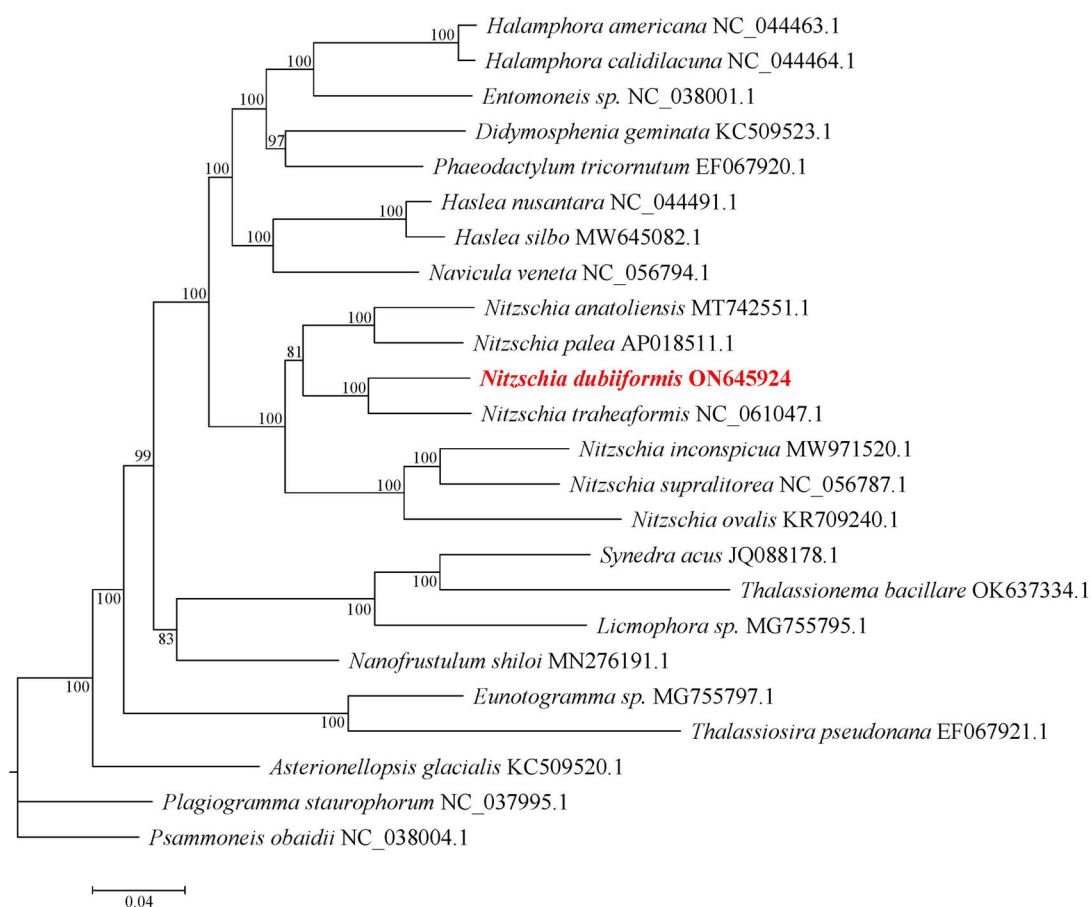 Halamphora americana NC_044463.1
100
Halamphora calidilacuna NC_044464.1
100
Entomoneis sp. NC_038001.1
100
Didymosphenia geminata KC509523.1
97
Phaeodactylum tricornutum EF067920.1
100
Haslea nusantara NC_044491.1
100
Haslea silbo MW645082.1
100
Navicula veneta NC_056794.1
100
Nitzschia anatoliensis MT742551.1
100
Nitzschia palea AP018511.1
81
Nitzschia dubiiformis ON645924
100
Nitzschia traheaformis NC_061047.1
100
Nitzschia inconspicua MW971520.1
99
100
Nitzschia supralitorea NC_056787.1
100
Nitzschia ovalis KR709240.1
Synedra acus JQ088178.1
100
Thalassionema bacillare OK637334.1
100
100
Licmophora sp. MG755795.1
83
Nanofrustulum shiloi MN276191.1
100
Eunotogramma sp. MG755797.1
100
Thalassiosira pseudonana EF067921.1
Asterionellopsis glacialis KC509520.1
Plagiogramma staurophorum NC_037995.1
Psammoneis obaidii NC_038004.1
0.04